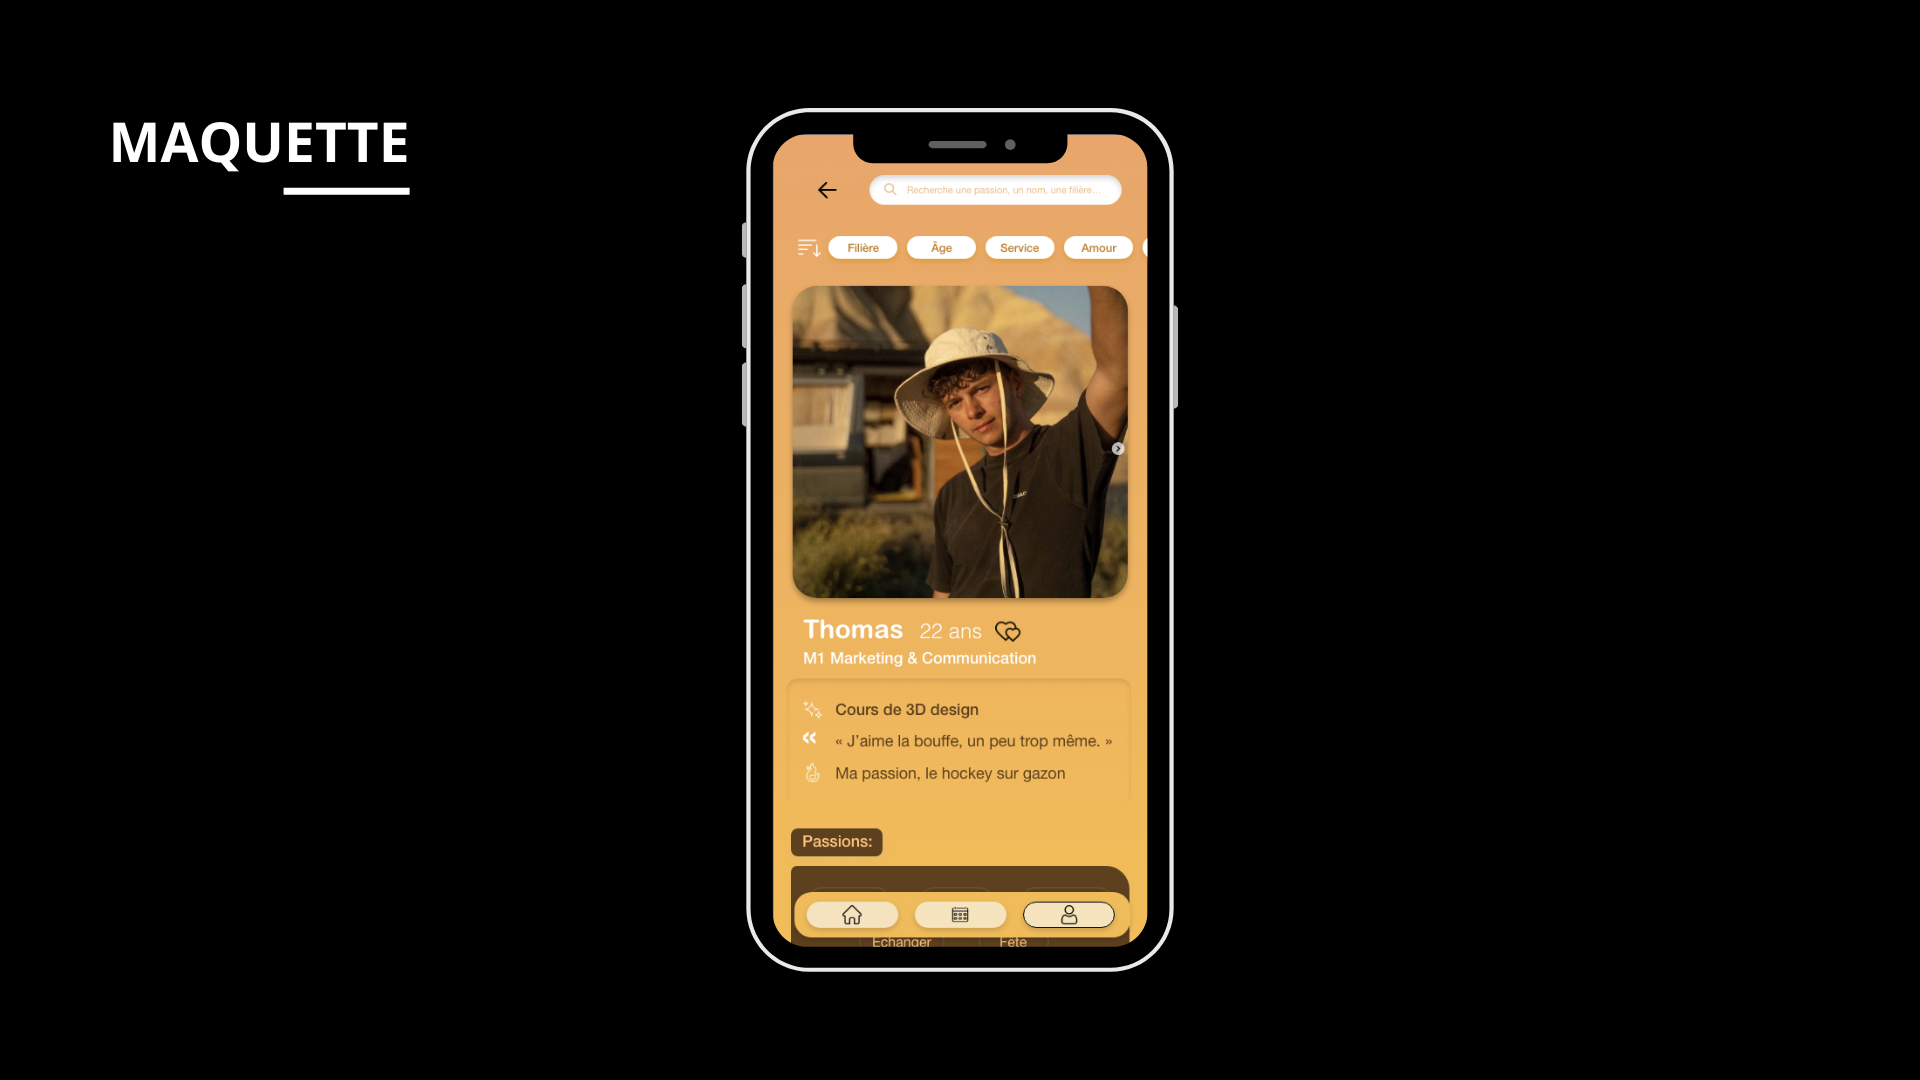 MAQUETTE
Recherche une passion, un nom, une filière...
Filière Âge Service Amour
Thomas 22 ans
M1 Marketing & Communication
Cours de 3D design
« J'aime la bouffe, un peu trop même. »
Ma passion, le hockey sur gazon
Passions:
Echanger Fête